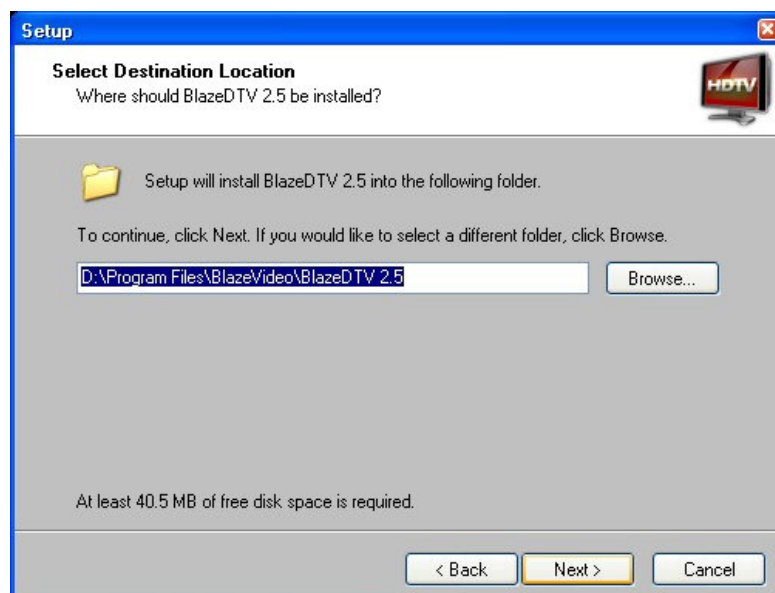 Setup
Select Destination Location
Where should BlazeDTV 2.5 be installed?
HDTV
Setup will install BlazeDTV 2.5 into the following folder.
To continue, click Next. If you would like to select a different folder, click Browse.
D:\Program Files\BlazeVideo\BlazeDTV 2.5
Browse...
At least 40.5 MB of free disk space is required.
< Back
Next >
Cancel